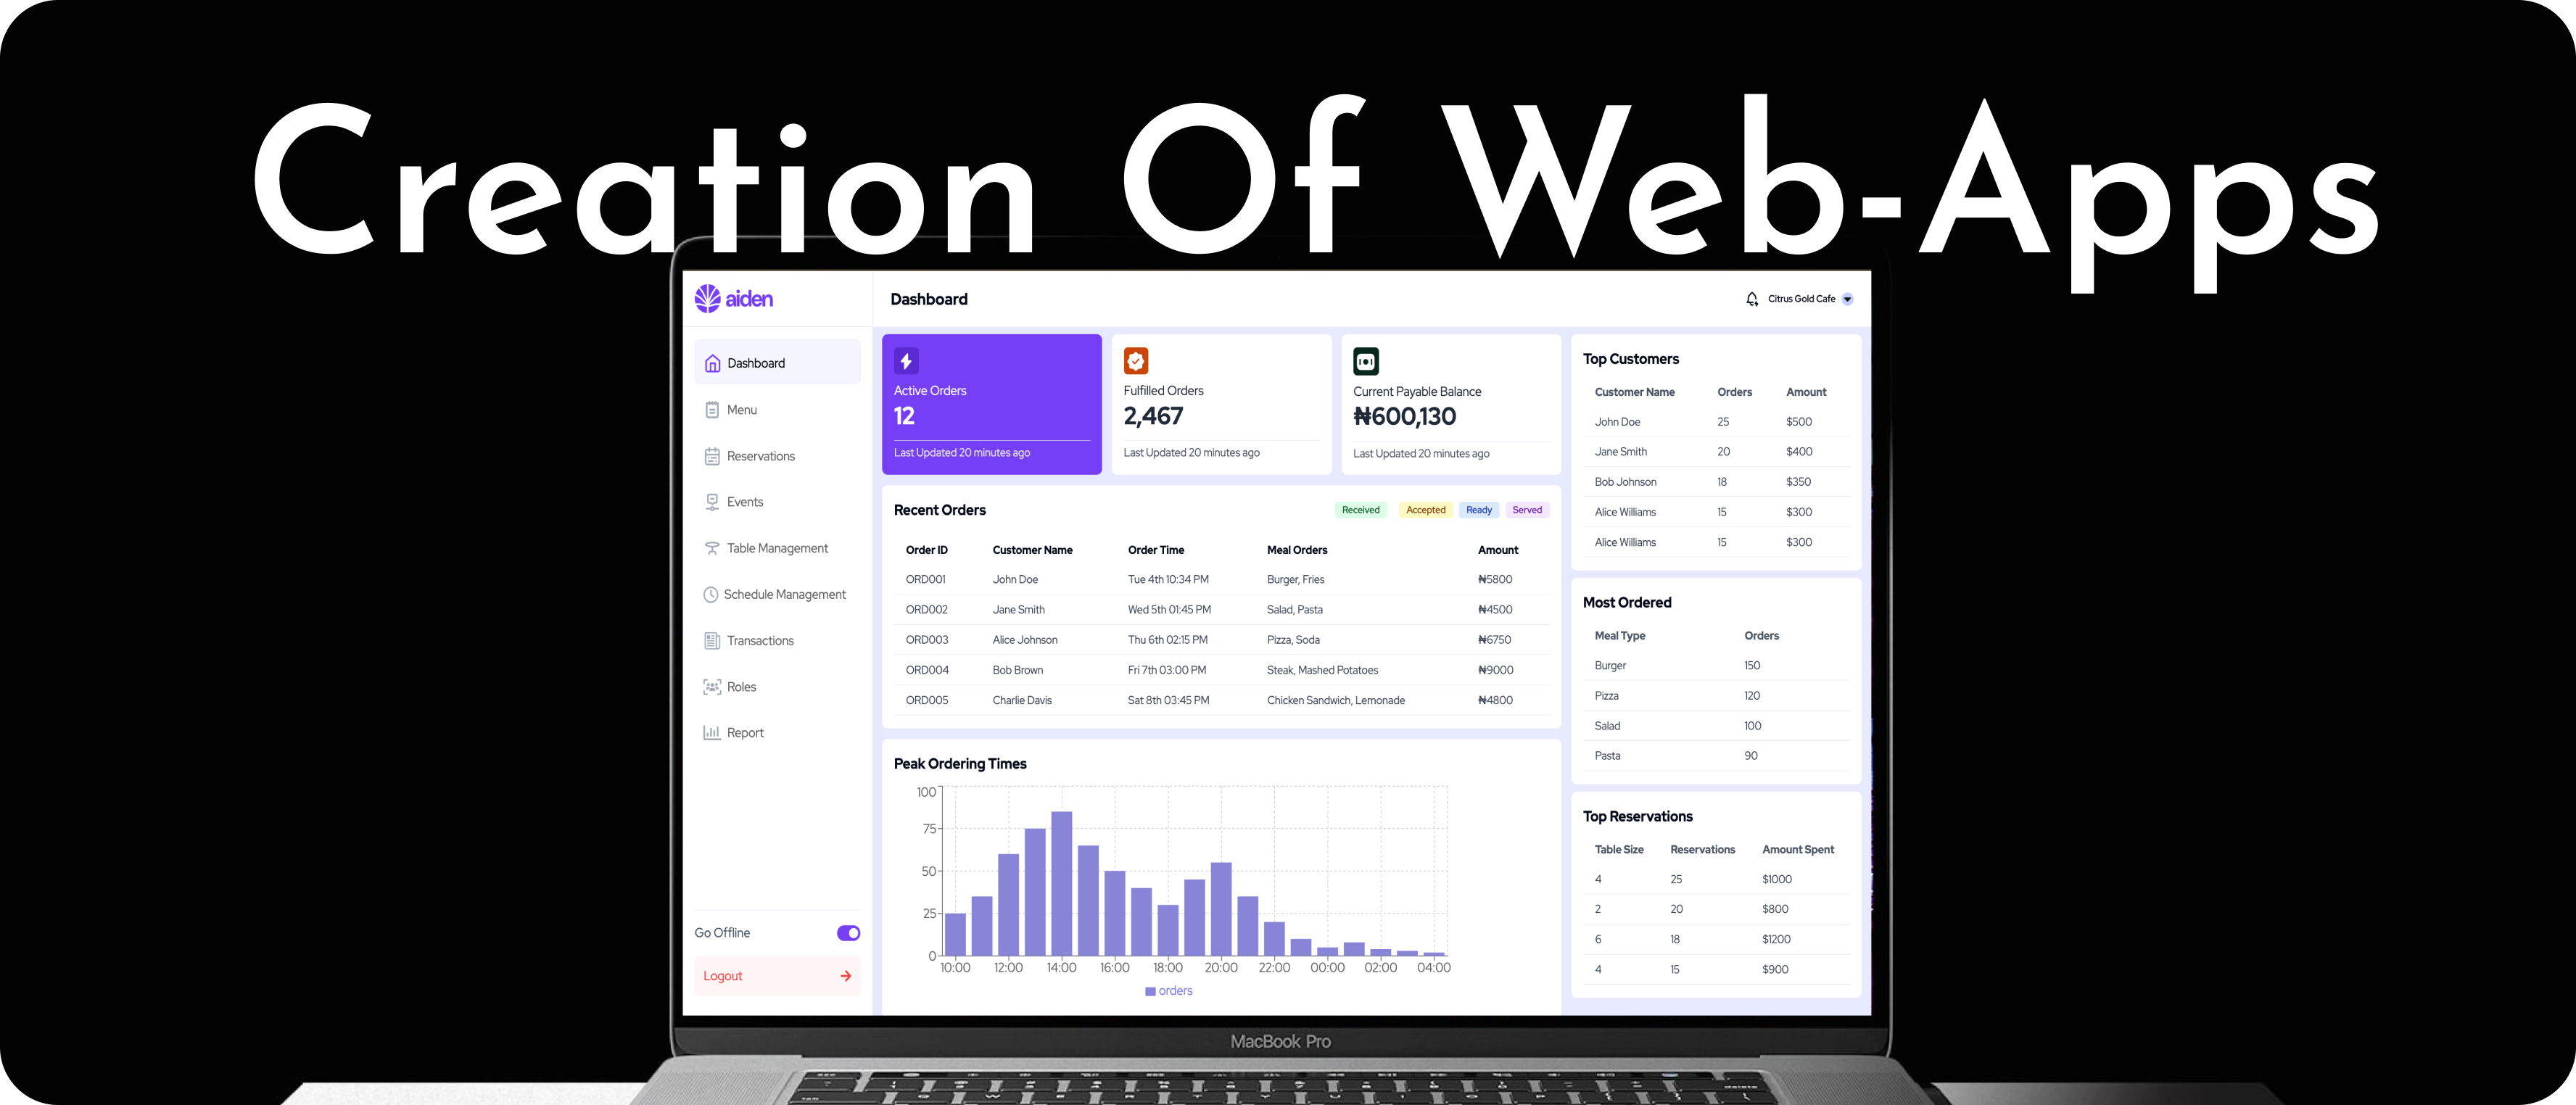 Creation Of Web-Apps
aiden
Dashboard
Menu
Reservations
Events
Table Management
Schedule Management
Transactions
Roles
Report
Go Offline
Logout
Dashboard
Citrus Gold Cafe
Active Orders
12
Last Updated 20 minutes ago
Fulfilled Orders
2,467
Last Updated 20 minutes ago
Current Payable Balance
₦600,130
Last Updated 20 minutes ago
Recent Orders
Received Accepted Ready Served
Order ID Customer Name Order Time Meal Orders Amount
ORD001 John Doe Tue 4th 10:34 PM Burger, Fries ₦5800
ORD002 Jane Smith Wed 5th 01:45 PM Salad, Pasta ₦4500
ORD003 Alice Johnson Thu 6th 02:15 PM Pizza, Soda ₦6750
ORD004 Bob Brown Fri 7th 03:00 PM Steak, Mashed Potatoes ₦9000
ORD005 Charlie Davis Sat 8th 03:45 PM Chicken Sandwich, Lemonade ₦4800
Peak Ordering Times
100
75
50
25
0
10:00 12:00 14:00 16:00 18:00 20:00 22:00 00:00 02:00 04:00
orders
Top Customers
Customer Name Orders Amount
John Doe 25 $500
Jane Smith 20 $400
Bob Johnson 18 $350
Alice Williams 15 $300
Alice Williams 15 $300
Most Ordered
Meal Type Orders
Burger 150
Pizza 120
Salad 100
Pasta 90
Top Reservations
Table Size Reservations Amount Spent
4 25 $1000
2 20 $800
6 18 $1200
4 15 $900
MacBook Pro
delete